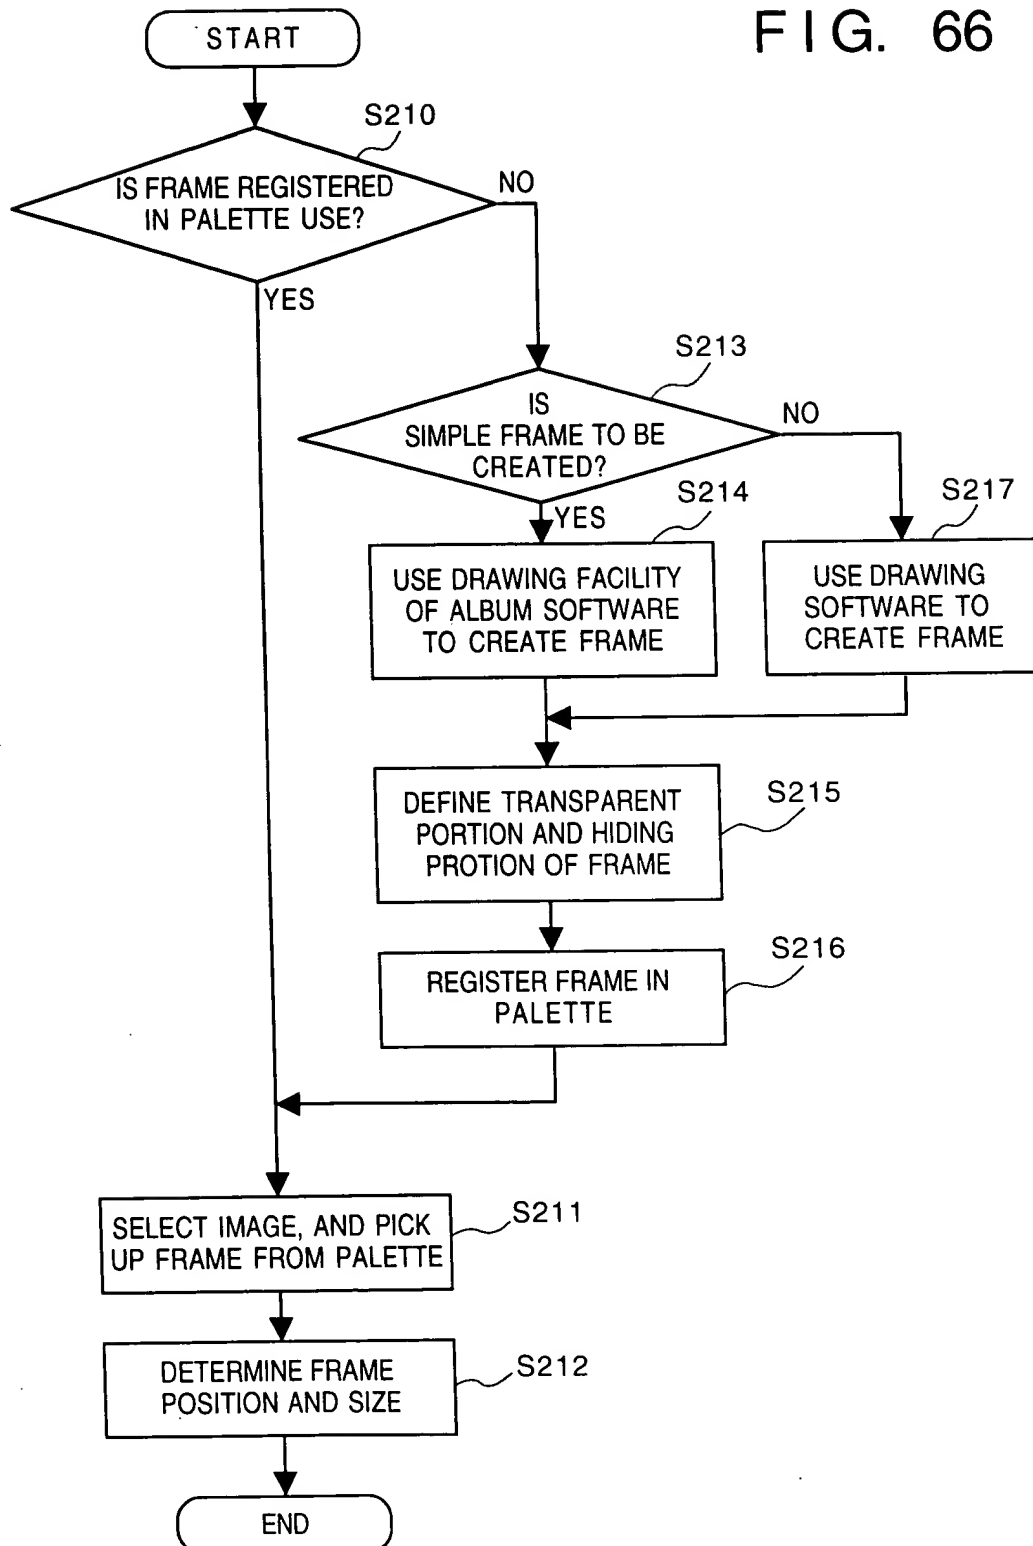 FIG. 66
START
S210
IS FRAME REGISTERED
IN PALETTE USE?
NO
YES
S213
IS
SIMPLE FRAME TO BE
CREATED?
NO
YES
S214
S217
USE DRAWING FACILITY
OF ALBUM SOFTWARE
TO CREATE FRAME
USE DRAWING
SOFTWARE TO
CREATE FRAME
DEFINE TRANSPARENT
PORTION AND HIDING
PROTION OF FRAME
S215
REGISTER FRAME IN
PALETTE
S216
SELECT IMAGE, AND PICK
UP FRAME FROM PALETTE
S211
DETERMINE FRAME
POSITION AND SIZE
S212
END